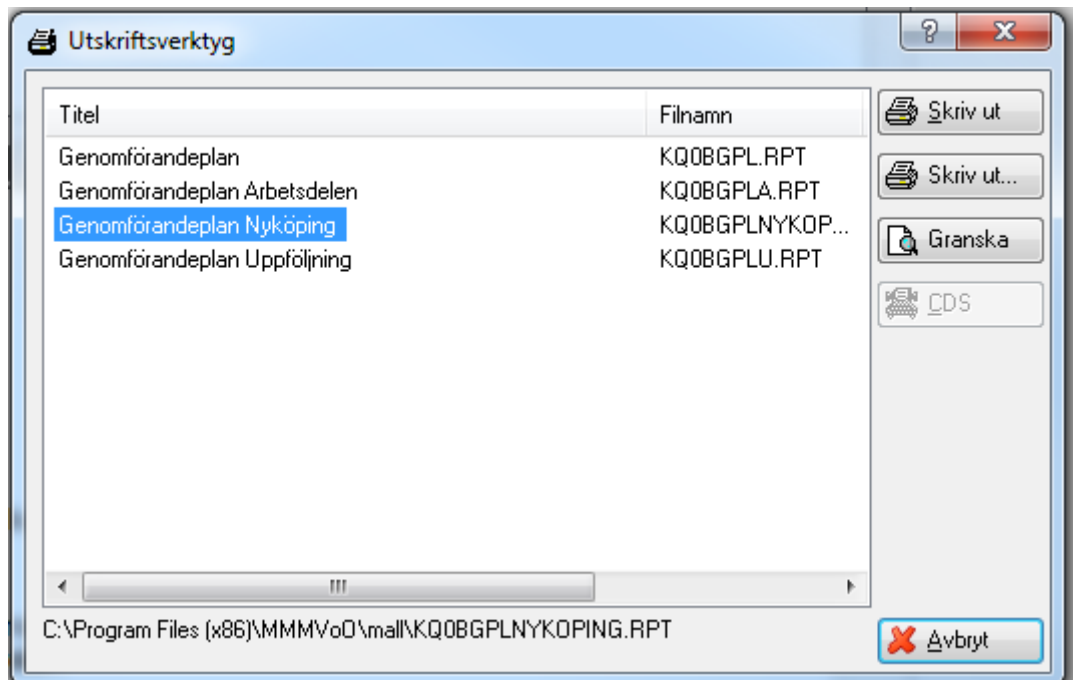 Utskriftsverktyg
Titel Filnamn
Genomförandeplan KQ0BGPL.RPT
Genomförandeplan Arbetsdelen KQ0BGPLA.RPT
Genomförandeplan Nyköping KQ0BGPLNYKOP...
Genomförandeplan Uppföljning KQ0BGPLU.RPT
Skriv ut
Skriv ut...
Granska
CDS
C:\Program Files (x86)\MMMVoO\mall\KQ0BGPLNYKOPING.RPT
Avbryt